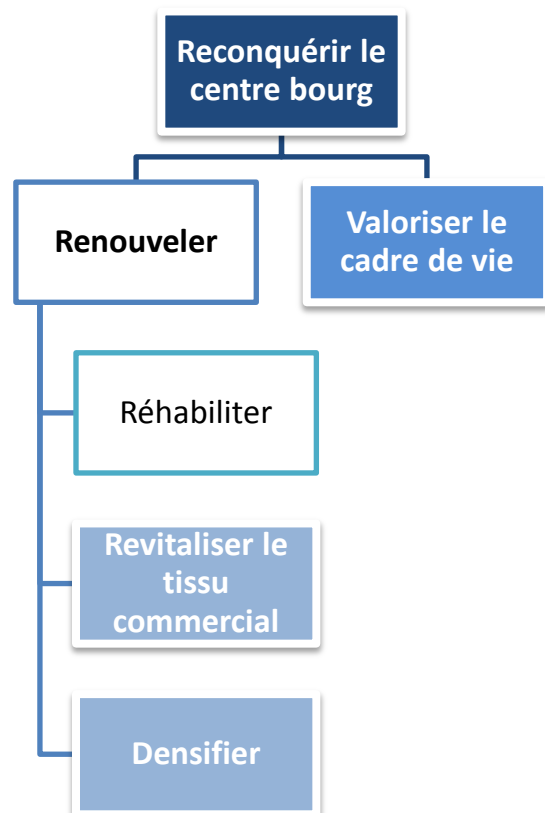 Reconquérir le
centre bourg
Renouveler
Valoriser le
cadre de vie
Réhabiliter
Revitaliser le
tissu
commercial
Densifier